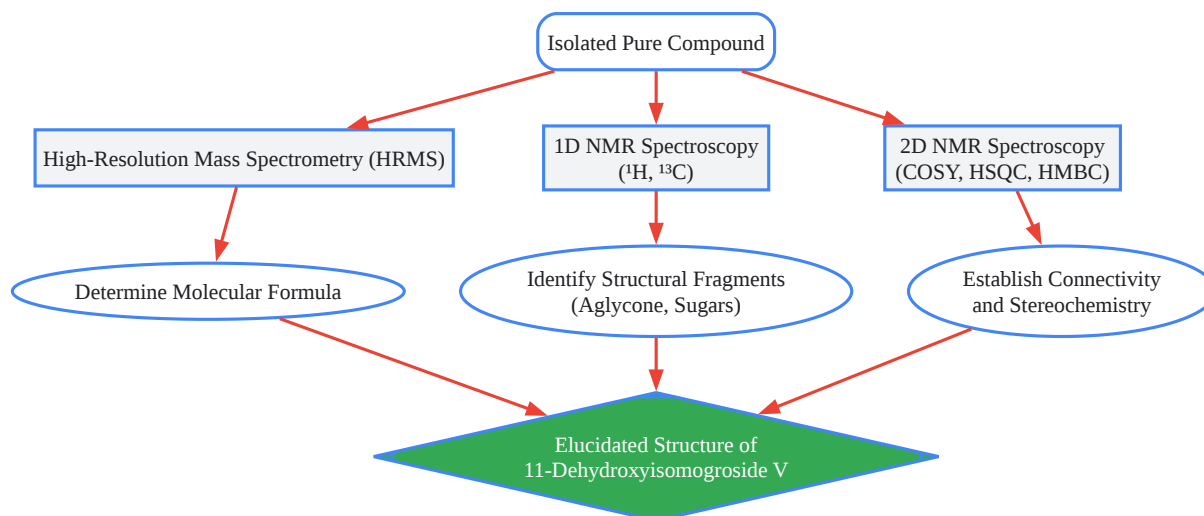 Isolated Pure Compound
High-Resolution Mass Spectrometry (HRMS)
1D NMR Spectroscopy
(¹H, ¹³C)
2D NMR Spectroscopy
(COSY, HSQC, HMBC)
Determine Molecular Formula
Identify Structural Fragments
(Aglycone, Sugars)
Establish Connectivity
and Stereochemistry
Elucidated Structure of
11-Dehydroxyisomogroside V